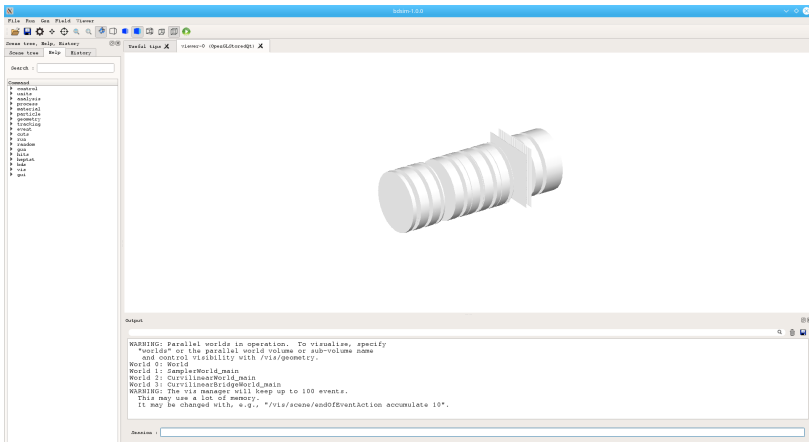 bdsim-1.0.0
File Run Gun Field Viewer
Scene tree, Help, History
Scene tree Help History
Search :
Command
control
units
analysis
process
material
particle
geometry
tracking
event
cuts
run
random
gun
hits
heptst
bds
vis
gui
Useful tips
viewer-0 (OpenGLStoredQt)
Output
WARNING: Parallel worlds in operation. To visualise, specify
"worlds" or the parallel world volume or sub-volume name
and control visibility with /vis/geometry.
World 0: World
World 1: SamplerWorld_main
World 2: CurvilinearWorld_main
World 3: CurvilinearBridgeWorld_main
WARNING: The vis manager will keep up to 100 events.
This may use a lot of memory.
It may be changed with, e.g., "/vis/scene/endOfEventAction accumulate 10".
Session :